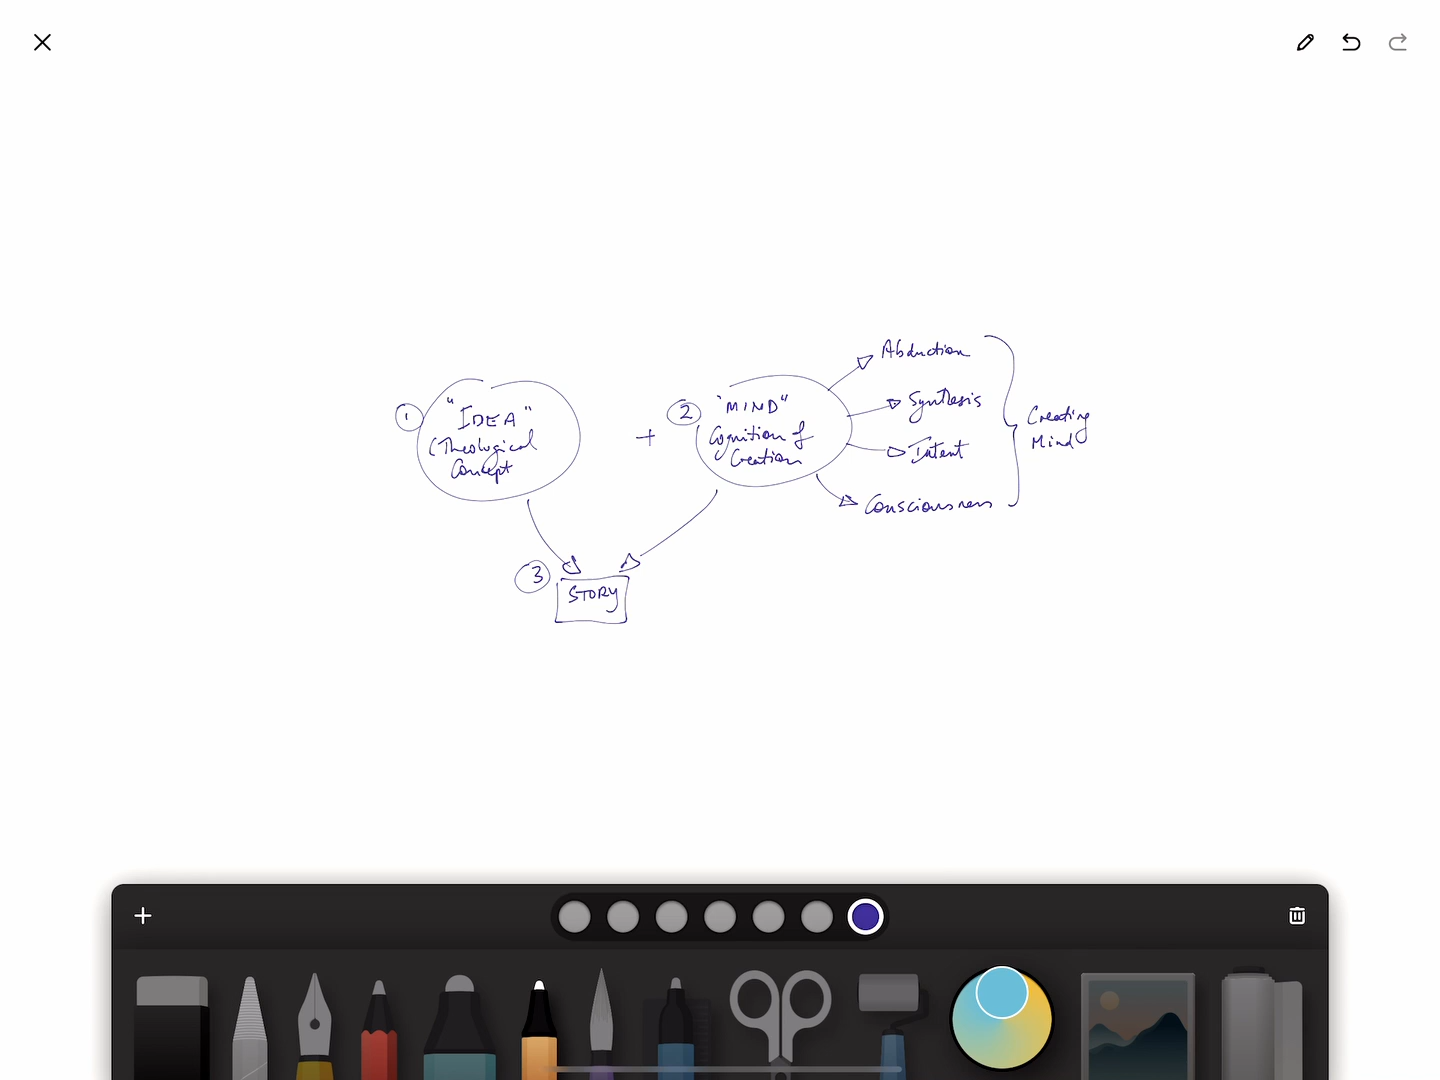 ①
"IDEA"
(Theological
Concept
+
②
"MIND"
Cognition of
Creation
Abduction
Synthesis
Intent
Consciousness
Creating
Mind
③
STORY